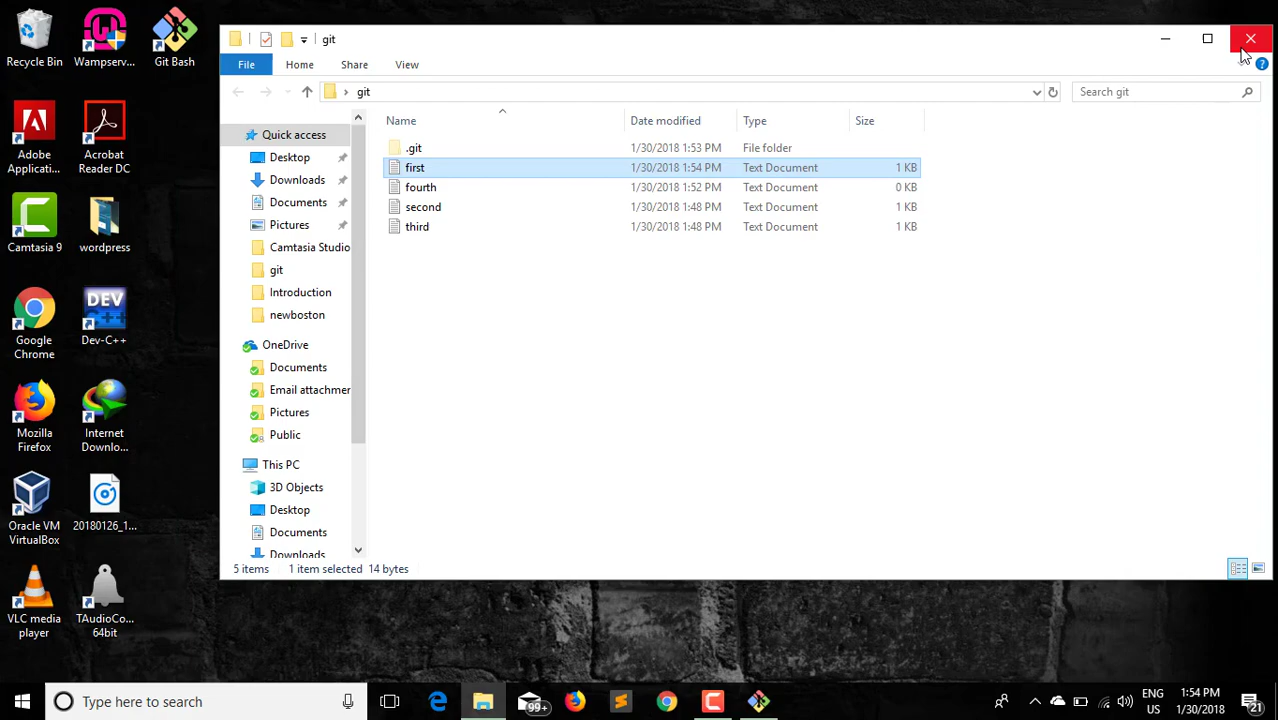 Recycle Bin
Wampserv...
Git Bash
Adobe Applicati...
Acrobat Reader DC
Camtasia 9
wordpress
Google Chrome
DEV C++
Dev-C++
Mozilla Firefox
Internet Downlo...
Oracle VM VirtualBox
20180126_1...
VLC media player
TAudioCo... 64bit
git
File
Home
Share
View
git
Search git
Name
Date modified
Type
Size
.git 1/30/2018 1:53 PM File folder
first 1/30/2018 1:54 PM Text Document 1 KB
fourth 1/30/2018 1:52 PM Text Document 0 KB
second 1/30/2018 1:48 PM Text Document 1 KB
third 1/30/2018 1:48 PM Text Document 1 KB
Quick access
Desktop
Downloads
Documents
Pictures
Camtasia Studio
git
Introduction
newboston
OneDrive
Documents
Email attachmer
Pictures
Public
This PC
3D Objects
Desktop
Documents
Downloads
5 items 1 item selected 14 bytes
Type here to search
99+
ENG
US
1:54 PM
1/30/2018
21